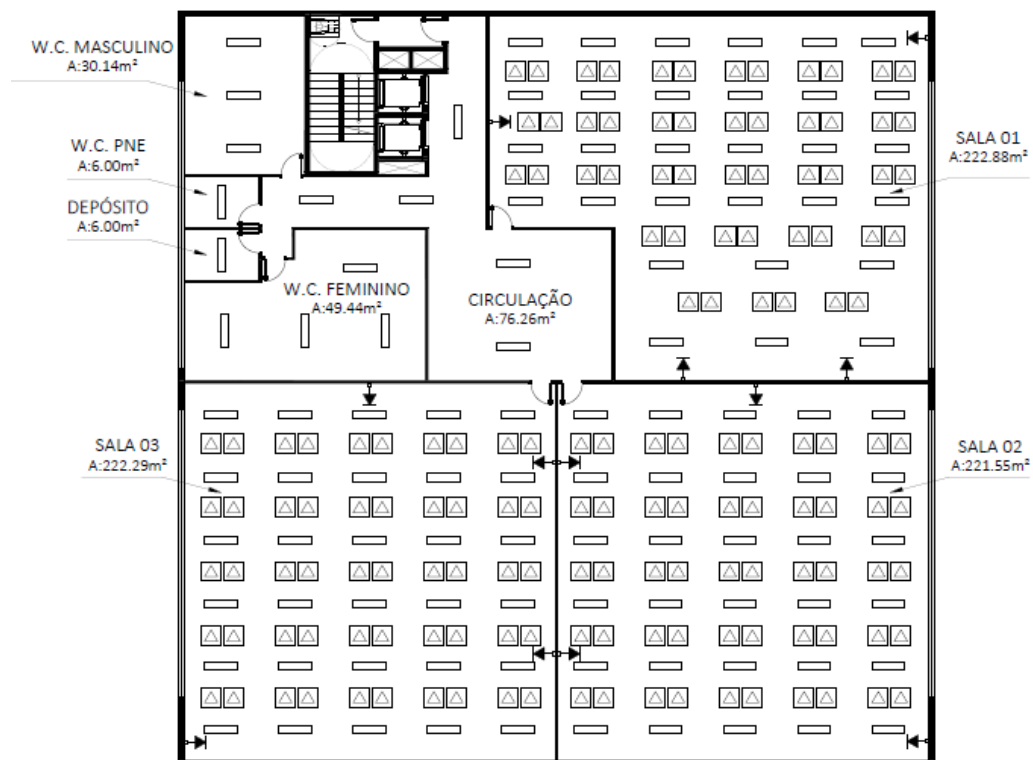 W.C. MASCULINO
A:30.14m²
W.C. PNE
A:6.00m²
DEPÓSITO
A:6.00m²
W.C. FEMININO
A:49.44m²
CIRCULAÇÃO
A:76.26m²
SALA 01
A:222.88m²
SALA 03
A:222.29m²
SALA 02
A:221.55m²